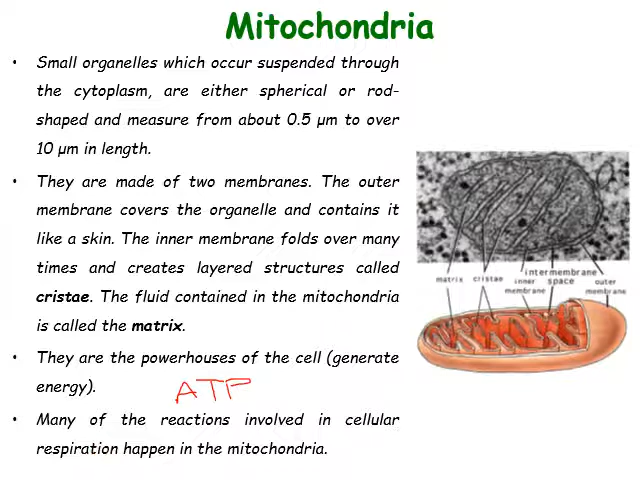 Mitochondria
• Small organelles which occur suspended through
the cytoplasm, are either spherical or rod-
shaped and measure from about 0.5 μm to over
10 μm in length.
• They are made of two membranes. The outer
membrane covers the organelle and contains it
like a skin. The inner membrane folds over many
times and creates layered structures called
cristae. The fluid contained in the mitochondria
is called the matrix.
• They are the powerhouses of the cell (generate
energy).
ATP
• Many of the reactions involved in cellular
respiration happen in the mitochondria.
matrix
cristae
inner
membrane
intermembrane
space
outer
membrane